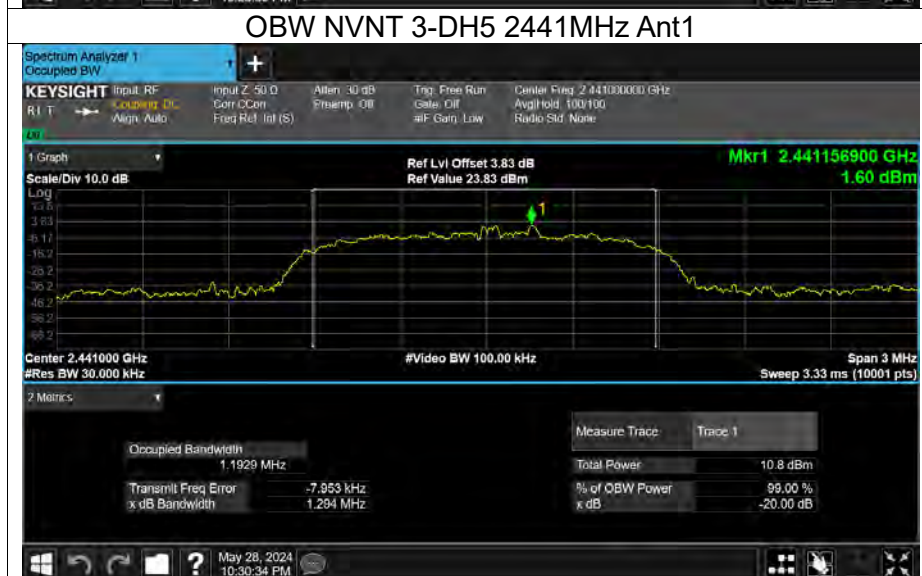 OBW NVNT 3-DH5 2441MHz Ant1
Spectrum Analyzer 1
Occupied BW
+
KEYSIGHT Input: RF Input Z: 50 Ω Atten: 30 dB Trig: Free Run Center Freq: 2.441000000 GHz
RL T Coupling: DC Corr CCorr Preamp: Off Gate: Off Avg|Hold: 100/100
Align: Auto Freq Ref: Int (S) #IF Gain: Low Radio Std: None
1 Graph
Ref Lvl Offset 3.83 dB Mkr1 2.441156900 GHz
Scale/Div 10.0 dB Ref Value 23.83 dBm 1.60 dBm
Log
13.8
3.83
1
-6.17
-16.2
-26.2
-36.2
-46.2
-56.2
-66.2
Center 2.441000 GHz #Video BW 100.00 kHz Span 3 MHz
#Res BW 30.000 kHz Sweep 3.33 ms (10001 pts)
2 Metrics
Measure Trace Trace 1
Occupied Bandwidth
1.1929 MHz Total Power 10.8 dBm
Transmit Freq Error -7.953 kHz % of OBW Power 99.00 %
x dB Bandwidth 1.294 MHz x dB -20.00 dB
? May 28, 2024
10:30:34 PM